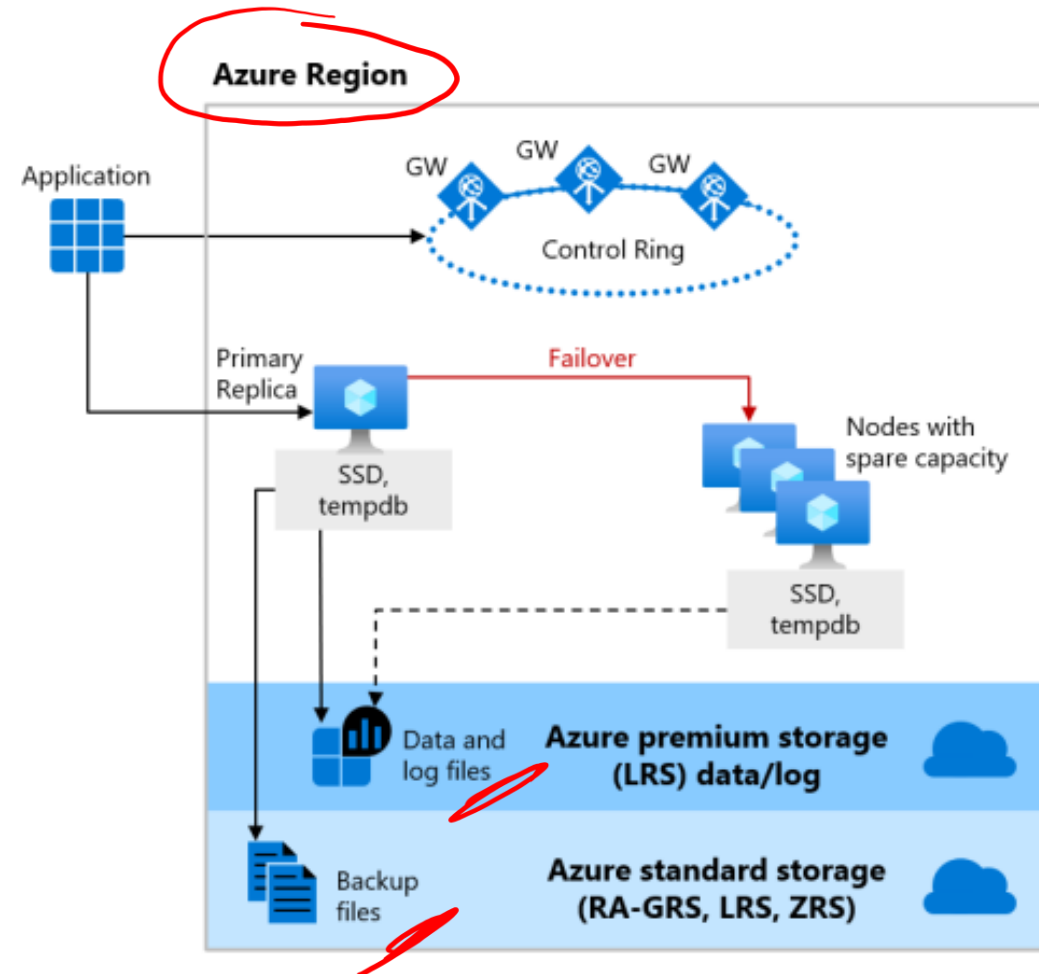 Azure Region
Application
GW
GW
GW
Control Ring
Primary
Replica
Failover
Nodes with
spare capacity
SSD,
tempdb
SSD,
tempdb
Data and
log files
Azure premium storage
(LRS) data/log
Backup
files
Azure standard storage
(RA-GRS, LRS, ZRS)